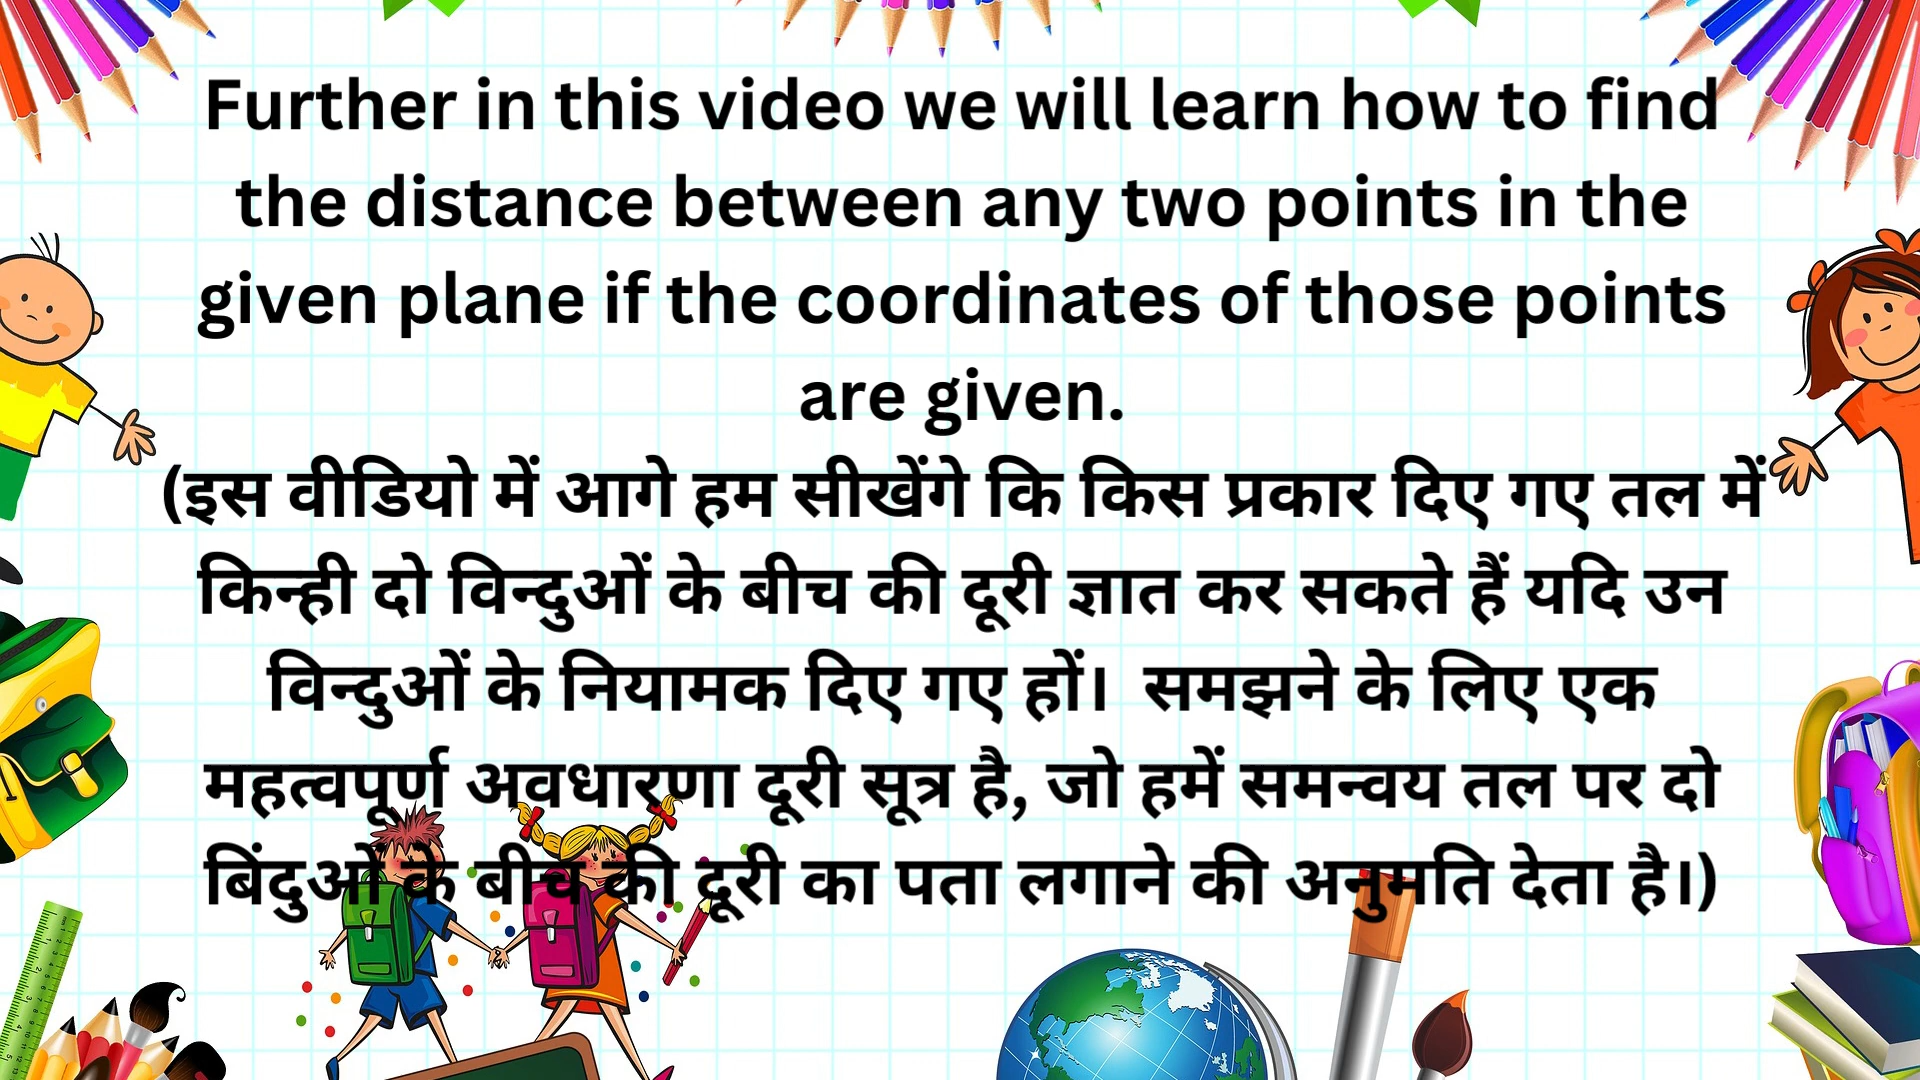 Further in this video we will learn how to find
the distance between any two points in the
given plane if the coordinates of those points
are given.
(इस वीडियो में आगे हम सीखेंगे कि किस प्रकार दिए गए तल में
किन्ही दो विन्दुओं के बीच की दूरी ज्ञात कर सकते हैं यदि उन
विन्दुओं के नियामक दिए गए हों। समझने के लिए एक
महत्वपूर्ण अवधारणा दूरी सूत्र है, जो हमें समन्वय तल पर दो
बिंदुओं के बीच की दूरी का पता लगाने की अनुमति देता है।)